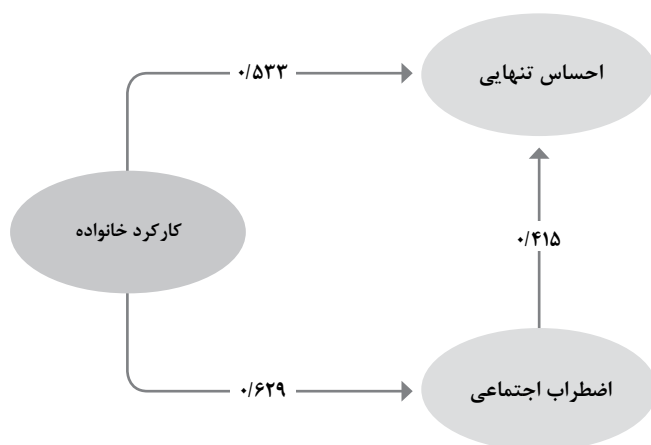 ۰/۵۳۳
احساس تنهایی
کارکرد خانواده
۰/۴۱۵
۰/۶۲۹
اضطراب اجتماعی